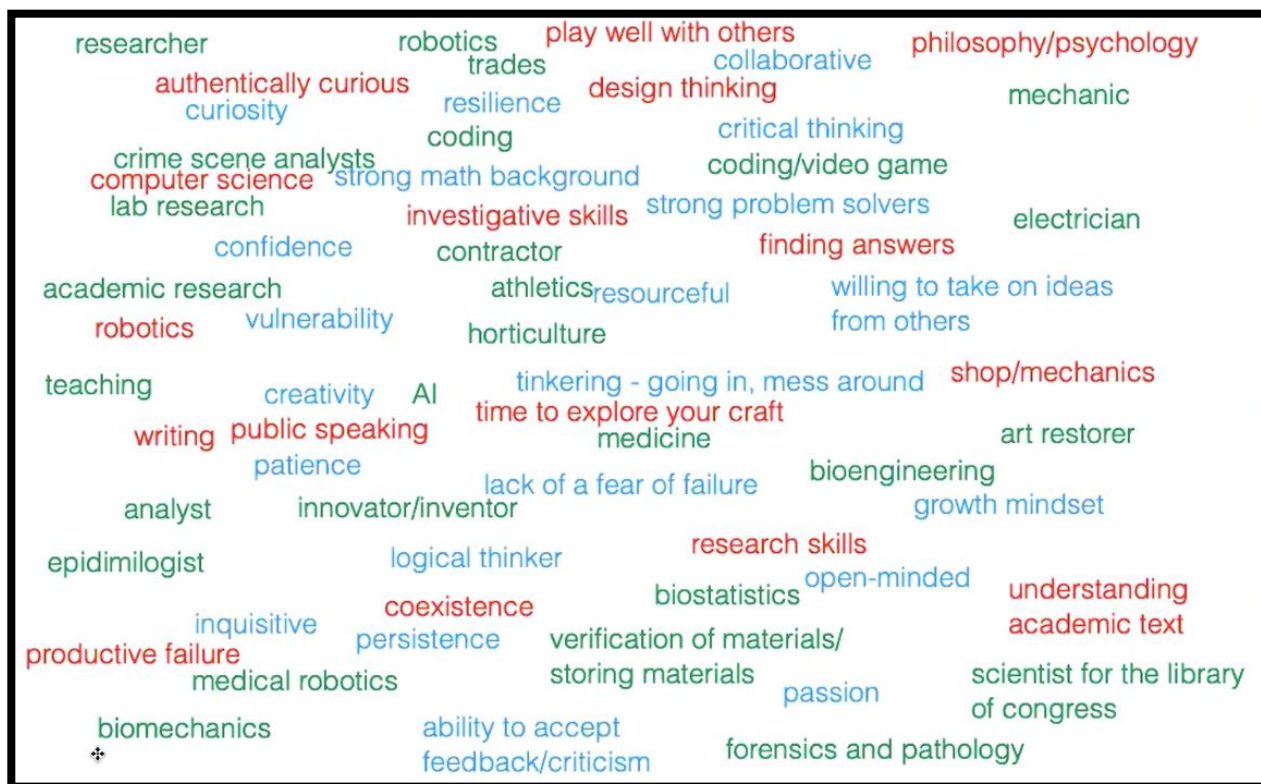 researcher
robotics
play well with others
philosophy/psychology
trades
collaborative
authentically curious
design thinking
mechanic
curiosity
resilience
coding
critical thinking
crime scene analysts
coding/video game
computer science
strong math background
lab research
investigative skills
strong problem solvers
electrician
confidence
contractor
finding answers
academic research
athletics
resourceful
willing to take on ideas
from others
robotics
vulnerability
horticulture
teaching
creativity
AI
tinkering - going in, mess around
shop/mechanics
time to explore your craft
writing
public speaking
medicine
art restorer
patience
bioengineering
lack of a fear of failure
growth mindset
analyst
innovator/inventor
research skills
epidimilogist
logical thinker
open-minded
biostatistics
understanding
academic text
coexistence
inquisitive
persistence
verification of materials/
storing materials
productive failure
medical robotics
passion
scientist for the library
of congress
biomechanics
ability to accept
feedback/criticism
forensics and pathology